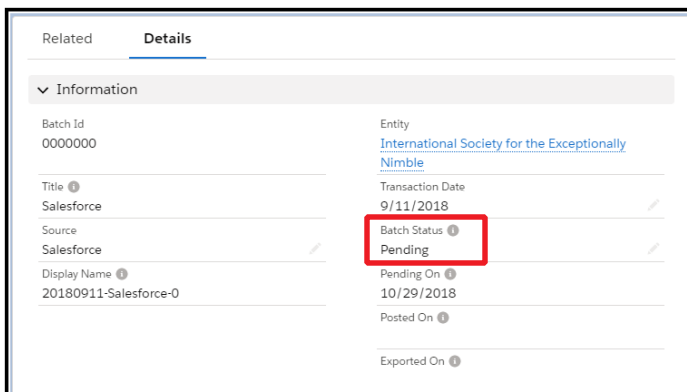 Related Details
Information
Batch Id
0000000
Entity
International Society for the Exceptionally
Nimble
Title
Salesforce
Transaction Date
9/11/2018
Source
Salesforce
Batch Status
Pending
Display Name
20180911-Salesforce-0
Pending On
10/29/2018
Posted On
Exported On